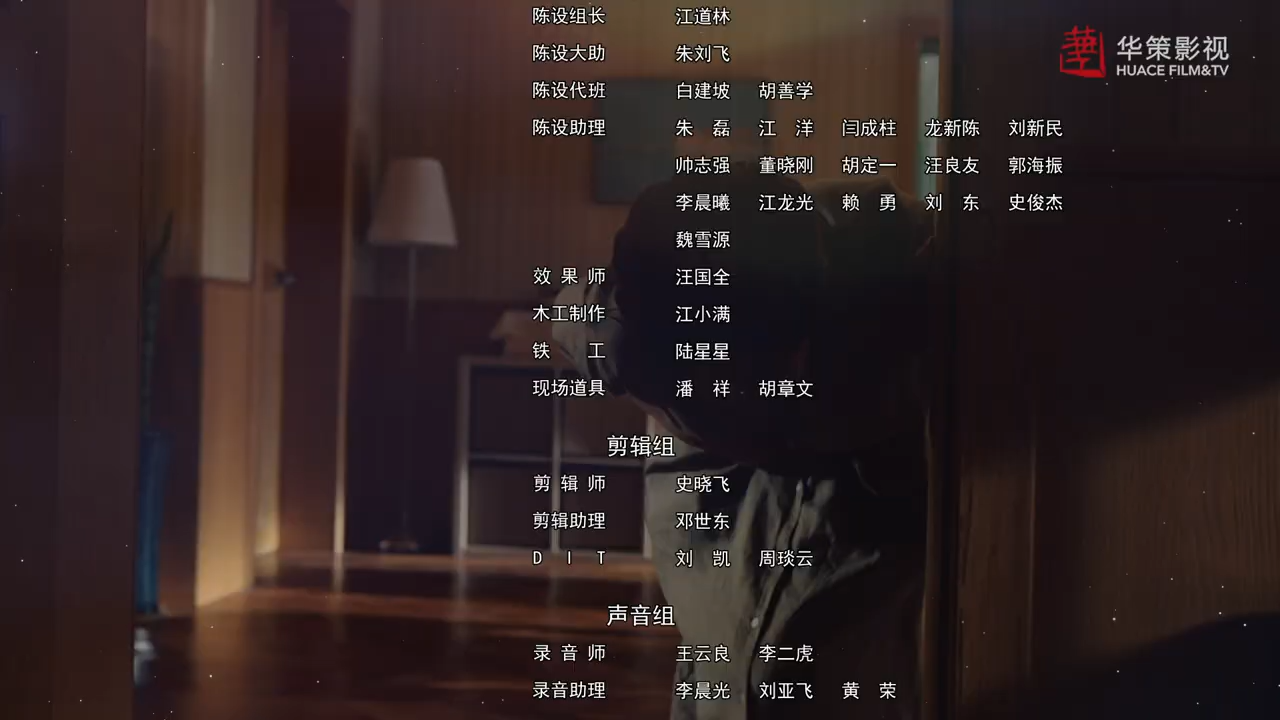 陈设组长 江道林
华策影视
HUACE FILM&TV
陈设大助 朱刘飞
陈设代班 白建坡 胡善学
陈设助理 朱 磊 江 洋 闫成柱 龙新陈 刘新民
帅志强 董晓刚 胡定一 汪良友 郭海振
李晨曦 江龙光 赖 勇 刘 东 史俊杰
魏雪源
效 果 师 汪国全
木工制作 江小满
铁 工 陆星星
现场道具 潘 祥 胡章文
剪辑组
剪 辑 师 史晓飞
剪辑助理 邓世东
D I T 刘 凯 周琰云
声音组
录 音 师 王云良 李二虎
录音助理 李晨光 刘亚飞 黄 荣